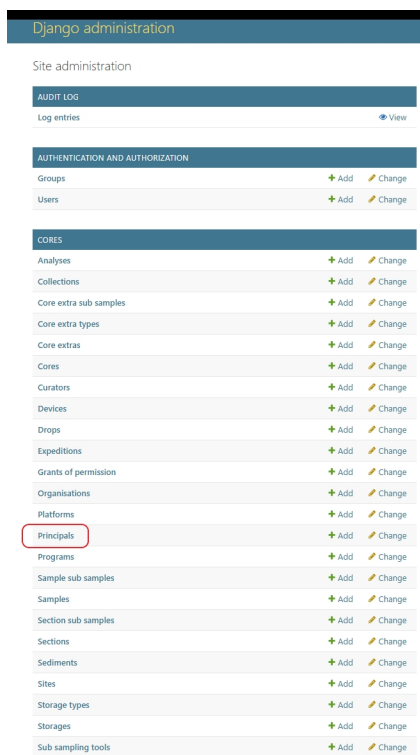 Django administration
Site administration
AUDIT LOG
Log entries View
AUTHENTICATION AND AUTHORIZATION
Groups + Add Change
Users + Add Change
CORES
Analyses + Add Change
Collections + Add Change
Core extra sub samples + Add Change
Core extra types + Add Change
Core extras + Add Change
Cores + Add Change
Curators + Add Change
Devices + Add Change
Drops + Add Change
Expeditions + Add Change
Grants of permission + Add Change
Organisations + Add Change
Platforms + Add Change
Principals + Add Change
Programs + Add Change
Sample sub samples + Add Change
Samples + Add Change
Section sub samples + Add Change
Sections + Add Change
Sediments + Add Change
Sites + Add Change
Storage types + Add Change
Storages + Add Change
Sub sampling tools + Add Change